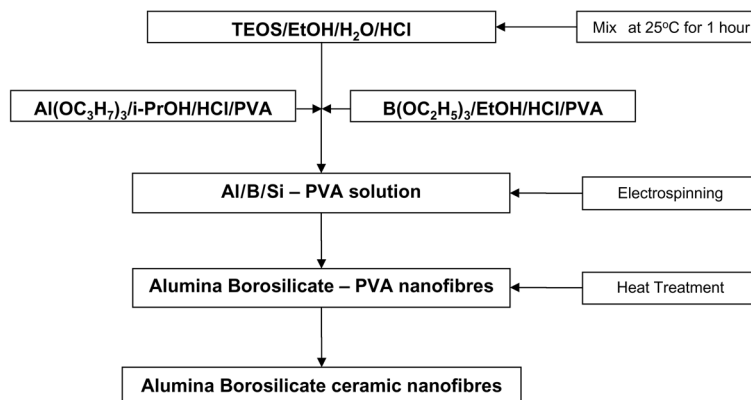 TEOS/EtOH/H₂O/HCl
Mix at 25°C for 1 hour
Al(OC₃H₇)₃/i-PrOH/HCl/PVA
B(OC₂H₅)₃/EtOH/HCl/PVA
Al/B/Si – PVA solution
Electrospinning
Alumina Borosilicate – PVA nanofibres
Heat Treatment
Alumina Borosilicate ceramic nanofibres